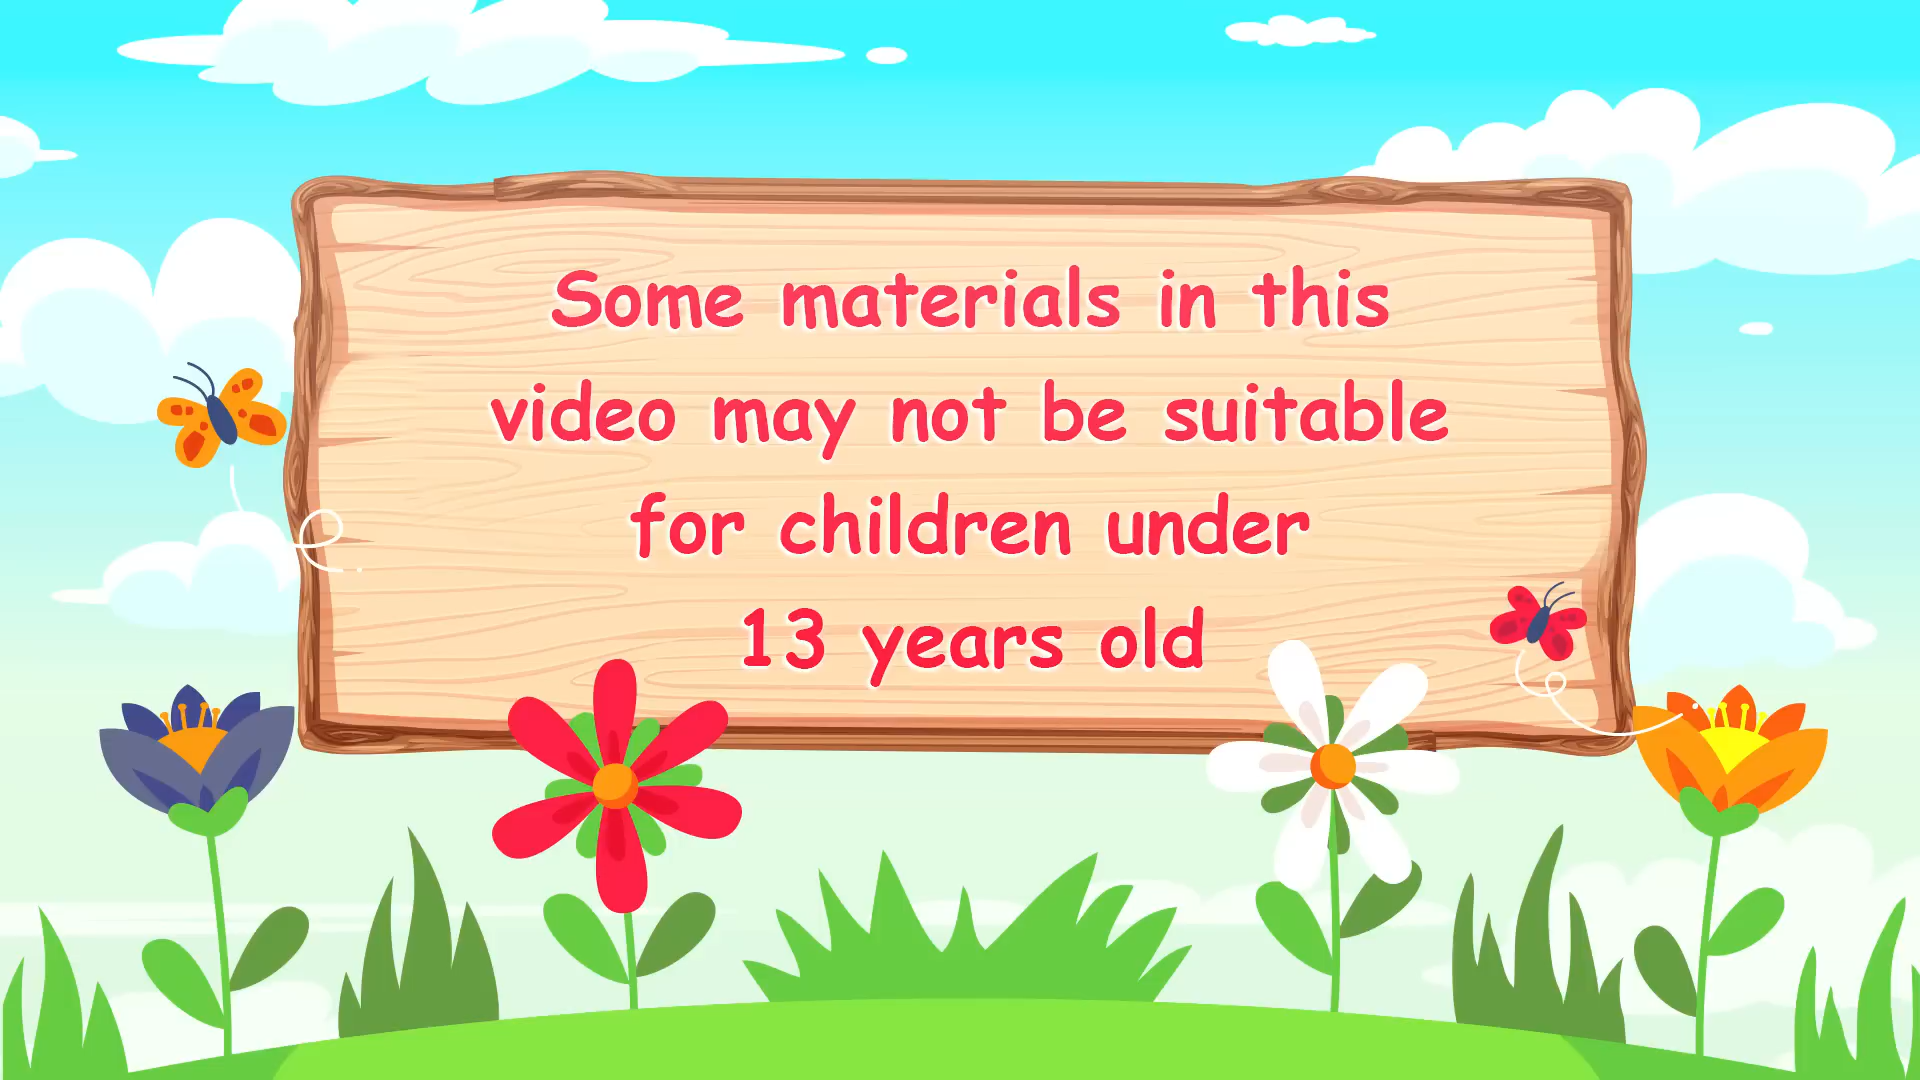 Some materials in this
video may not be suitable
for children under
13 years old